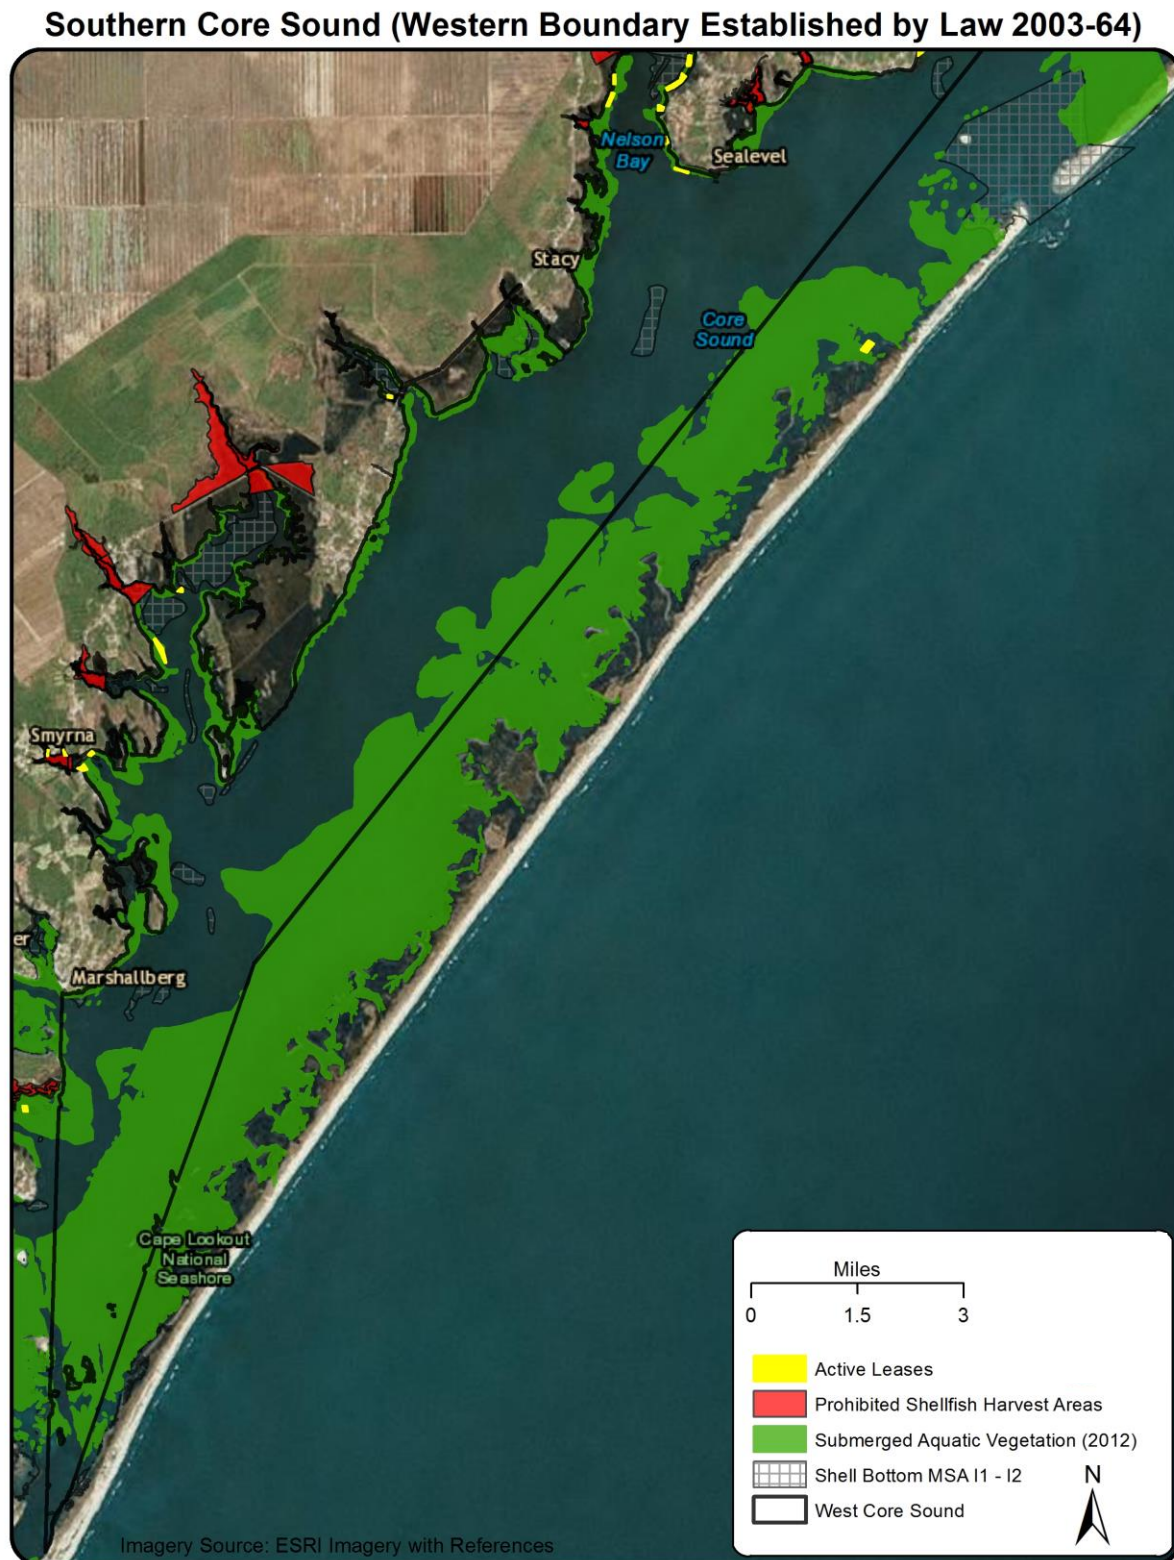 Southern Core Sound (Western Boundary Established by Law 2003-64)
Nelson
Bay
Sealevel
Stacy
Core
Sound
Smyrna
er
Marshallberg
Cape Lookout
National
Seashore
Miles
0 1.5 3
Active Leases
Prohibited Shellfish Harvest Areas
Submerged Aquatic Vegetation (2012)
Shell Bottom MSA I1 - I2
N
West Core Sound
Imagery Source: ESRI Imagery with References